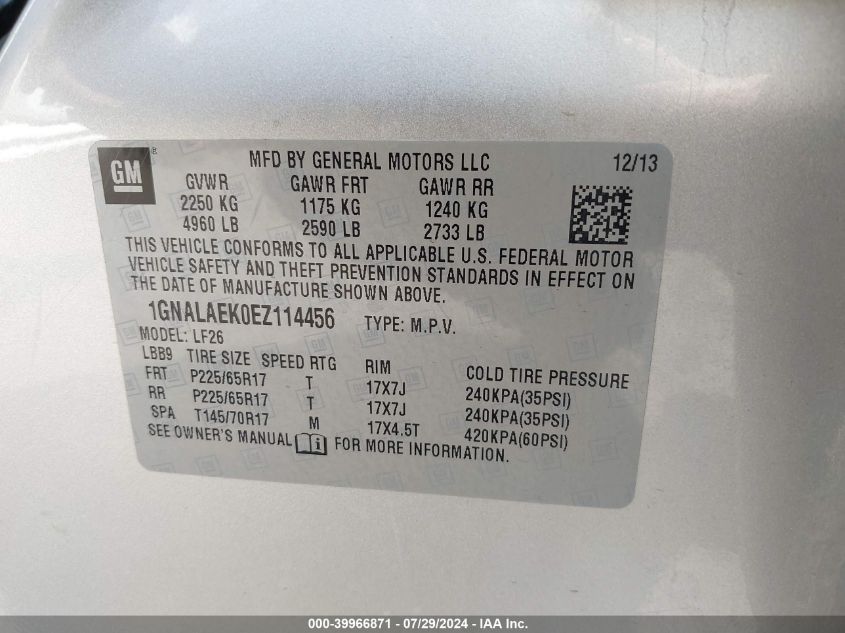 GM ® MFD BY GENERAL MOTORS LLC 12/13
GVWR GAWR FRT GAWR RR
2250 KG 1175 KG 1240 KG
4960 LB 2590 LB 2733 LB
THIS VEHICLE CONFORMS TO ALL APPLICABLE U.S. FEDERAL MOTOR
VEHICLE SAFETY AND THEFT PREVENTION STANDARDS IN EFFECT ON
THE DATE OF MANUFACTURE SHOWN ABOVE.
1GNALAEK0EZ114456 TYPE: M.P.V.
MODEL: LF26
LBB9 TIRE SIZE SPEED RTG RIM COLD TIRE PRESSURE
FRT P225/65R17 T 17X7J 240KPA(35PSI)
RR P225/65R17 T 17X7J 240KPA(35PSI)
SPA T145/70R17 M 17X4.5T 420KPA(60PSI)
SEE OWNER'S MANUAL i FOR MORE INFORMATION.
000-39966871 / 07/29/2024 - IAA Inc.